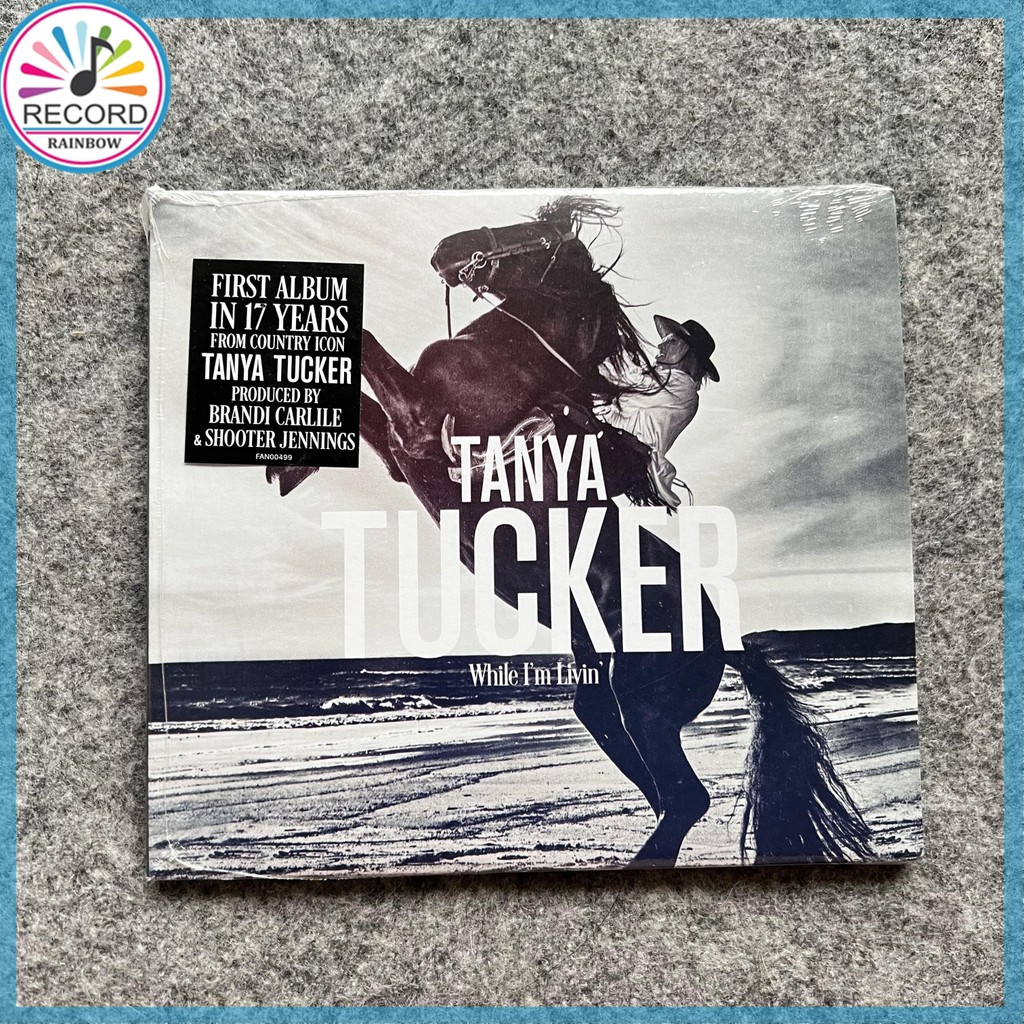 RECORD
RAINBOW
FIRST ALBUM
IN 17 YEARS
FROM COUNTRY ICON
TANYA TUCKER
PRODUCED BY
BRANDI CARLILE
& SHOOTER JENNINGS
FAN00499
TANYA
TUCKER
While I'm Livin'